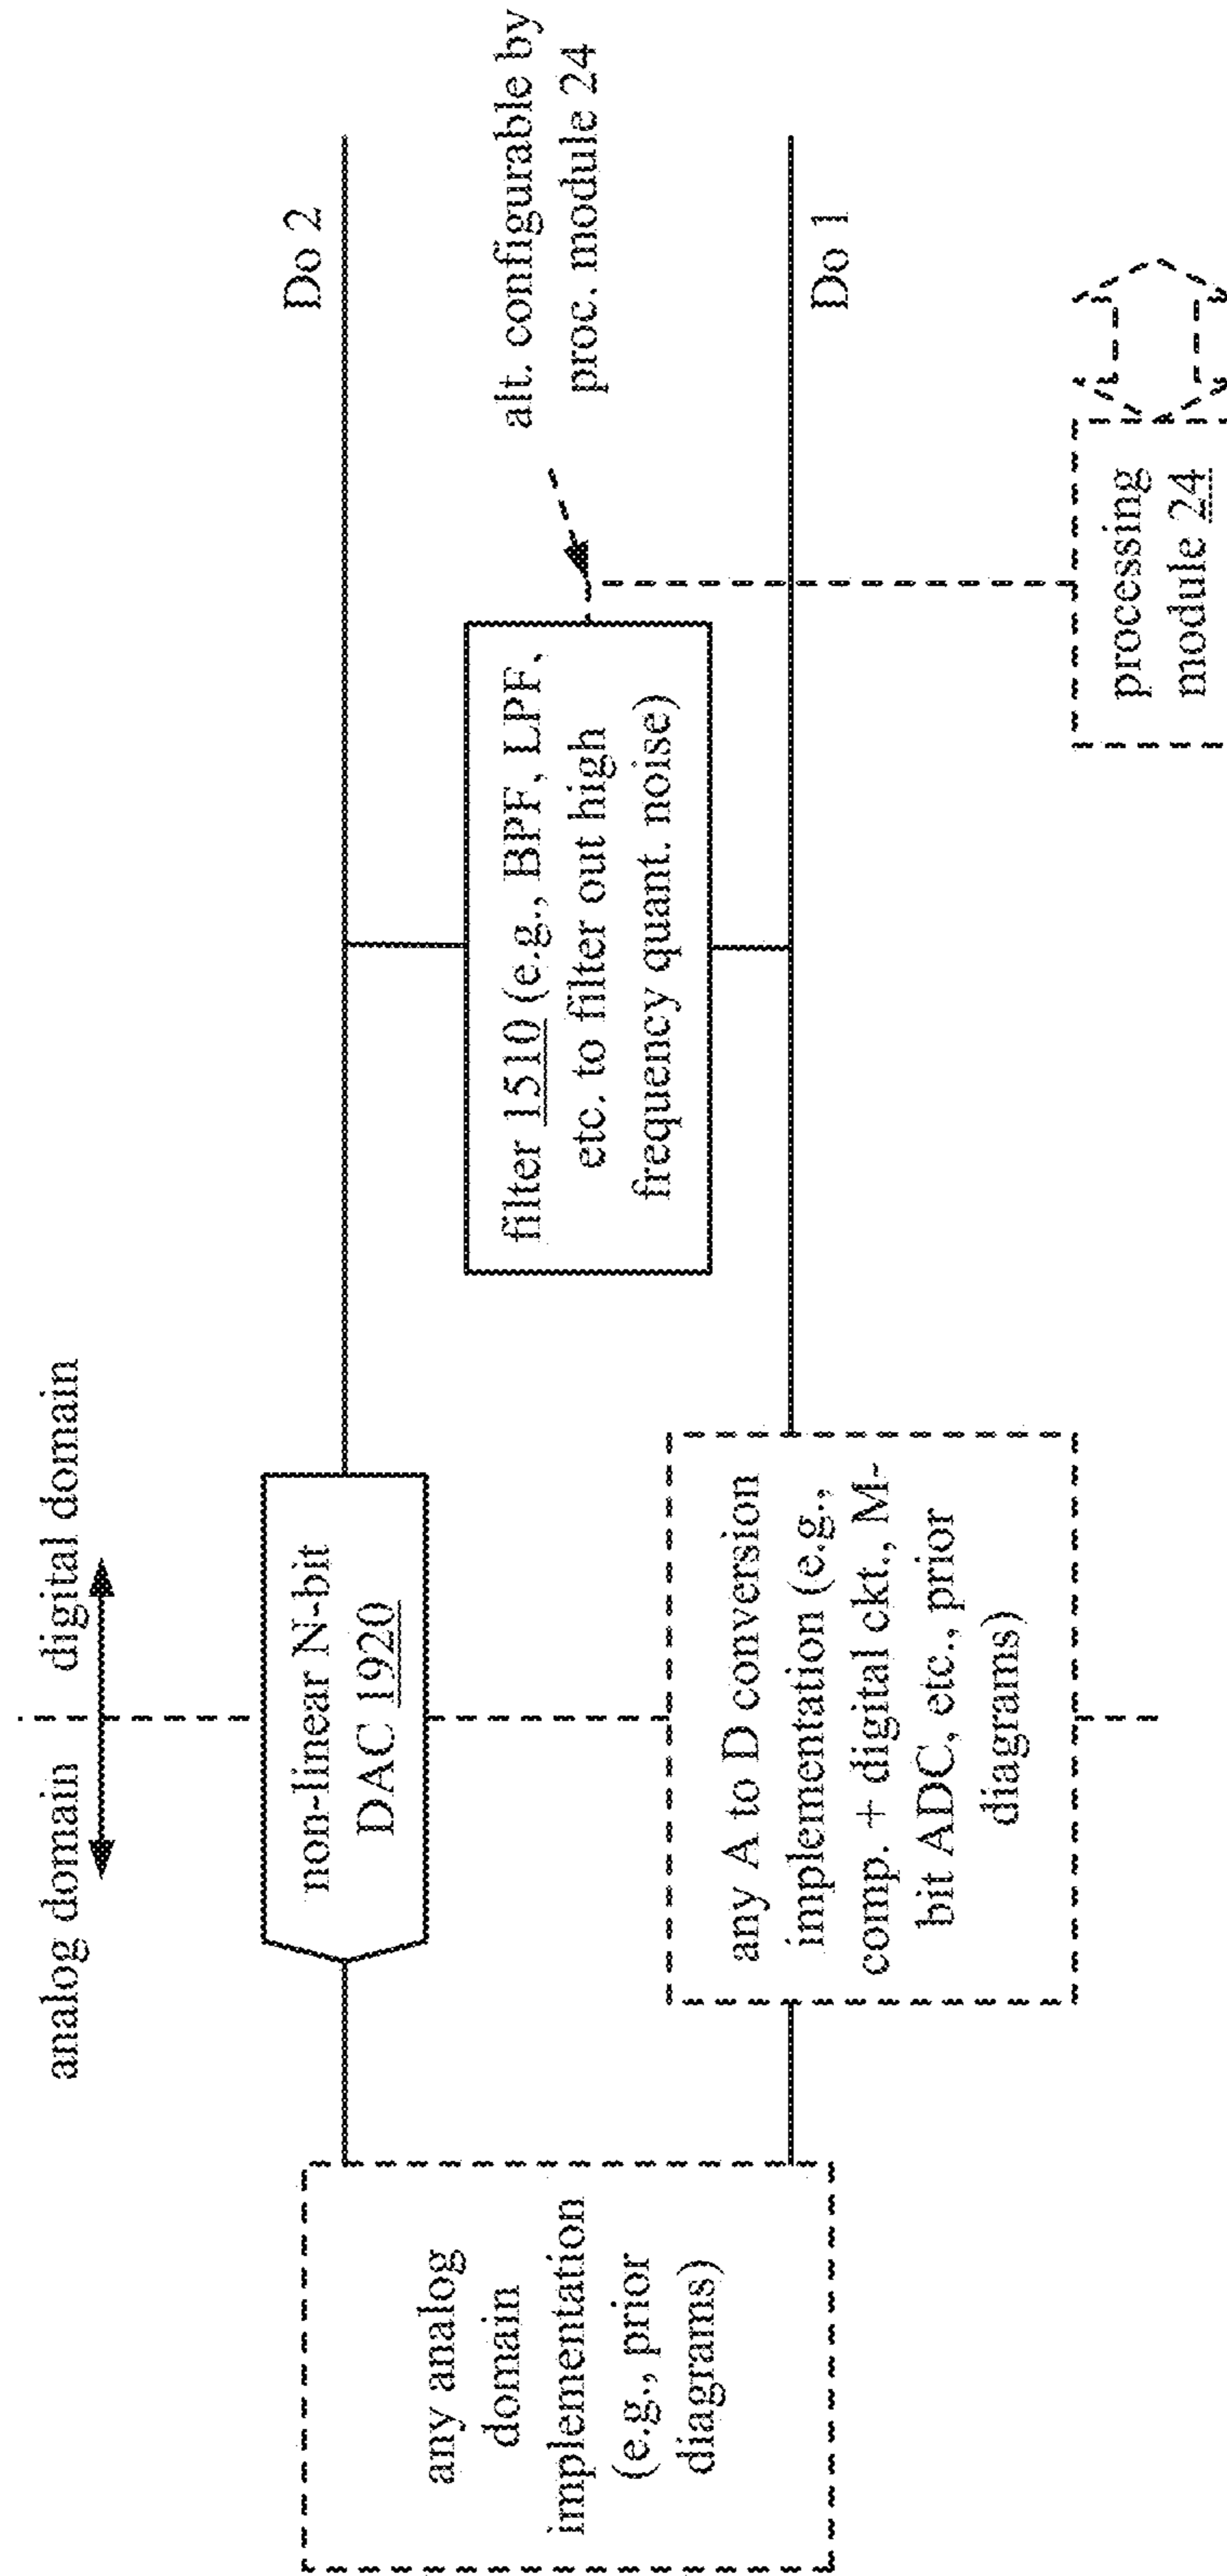 analog domain
digital domain
any analog
domain
implementation
(e.g., prior
diagrams)
non-linear N-bit
DAC 1920
any A to D conversion
implementation (e.g.,
comp. + digital ckt., M-
bit ADC, etc., prior
diagrams)
Do 2
filter 1510 (e.g., BPF, LPF,
etc. to filter out high
frequency quant. noise)
alt. configurable by
proc. module 24
Do 1
processing
module 24